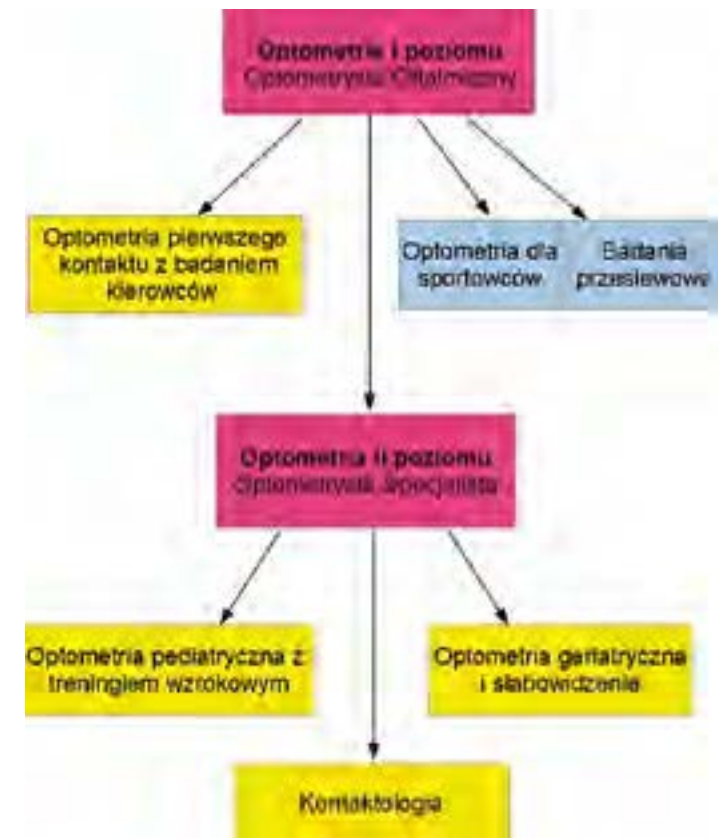 Optometria I poziomu
Optometrysta Oftalmiczny
Optometria pierwszego
kontaktu z badaniem
kierowców
Optometria dla
sportowców
Badania
przesiewowe
Optometria II poziomu
Optometrysta Specjalista
Optometria pediatryczna z
treningiem wzrokowym
Optometria geriatryczna
i słabowidzenie
Kontaktologia